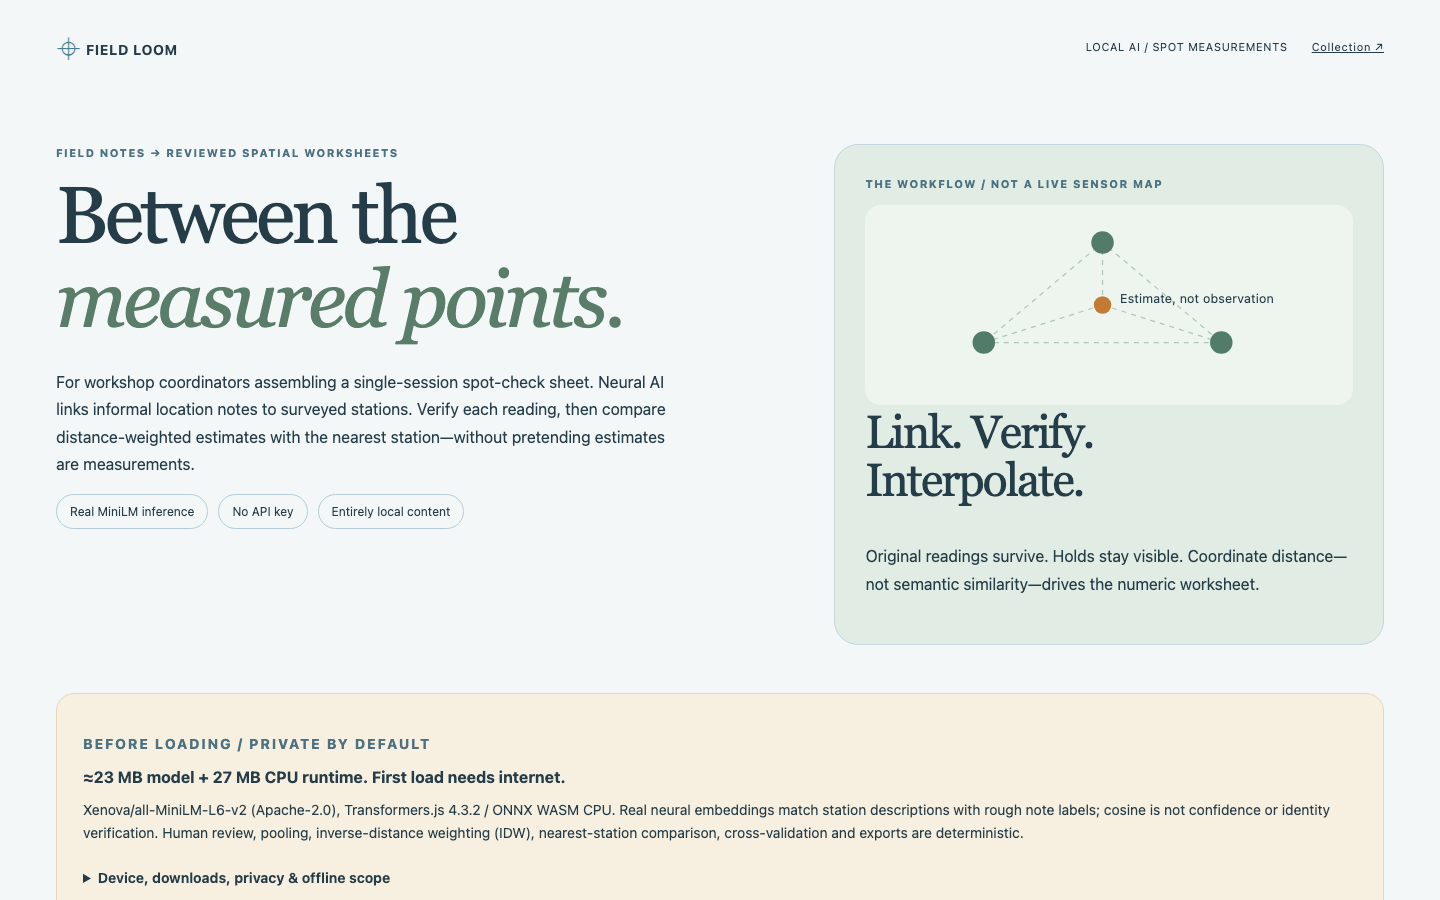 FIELD LOOM
LOCAL AI / SPOT MEASUREMENTS
Collection ↗
FIELD NOTES → REVIEWED SPATIAL WORKSHEETS
Between the
measured points.
For workshop coordinators assembling a single-session spot-check sheet. Neural AI
links informal location notes to surveyed stations. Verify each reading, then compare
distance-weighted estimates with the nearest station—without pretending estimates
are measurements.
Real MiniLM inference
No API key
Entirely local content
THE WORKFLOW / NOT A LIVE SENSOR MAP
Estimate, not observation
Link. Verify.
Interpolate.
Original readings survive. Holds stay visible. Coordinate distance—
not semantic similarity—drives the numeric worksheet.
BEFORE LOADING / PRIVATE BY DEFAULT
≈23 MB model + 27 MB CPU runtime. First load needs internet.
Xenova/all-MiniLM-L6-v2 (Apache-2.0), Transformers.js 4.3.2 / ONNX WASM CPU. Real neural embeddings match station descriptions with rough note labels; cosine is not confidence or identity
verification. Human review, pooling, inverse-distance weighting (IDW), nearest-station comparison, cross-validation and exports are deterministic.
▶ Device, downloads, privacy & offline scope